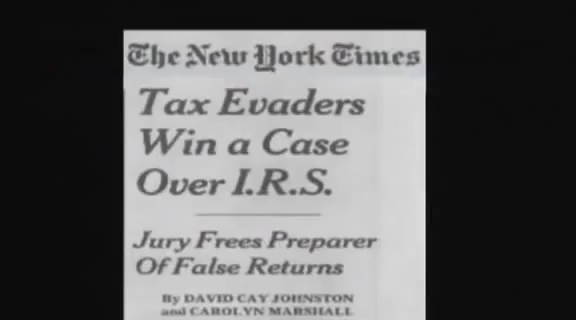 The New York Times
Tax Evaders
Win a Case
Over I.R.S.
Jury Frees Preparer
Of False Returns
By DAVID CAY JOHNSTON
and CAROLYN MARSHALL